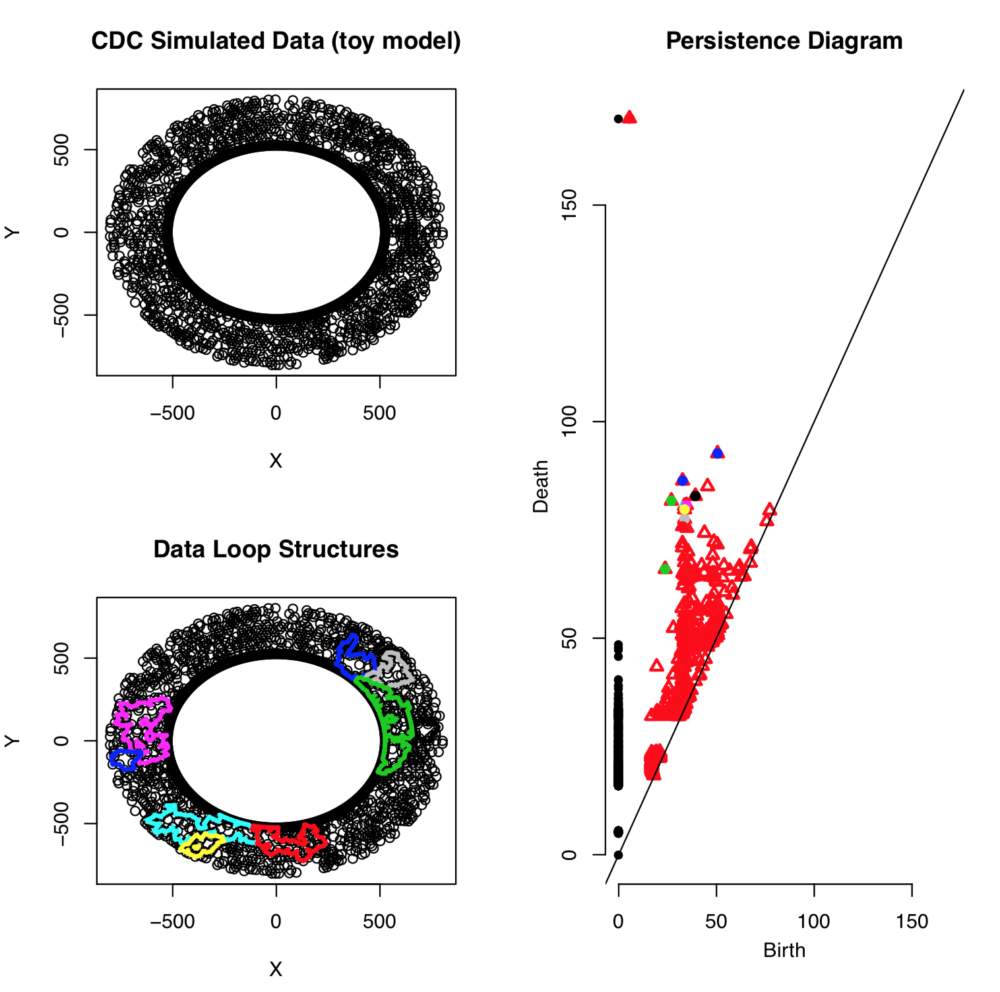 CDC Simulated Data (toy model)
500
0
−500
Y
−500 0 500
X
Data Loop Structures
500
0
−500
Y
−500 0 500
X
Persistence Diagram
150
100
50
0
Death
0 50 100 150
Birth